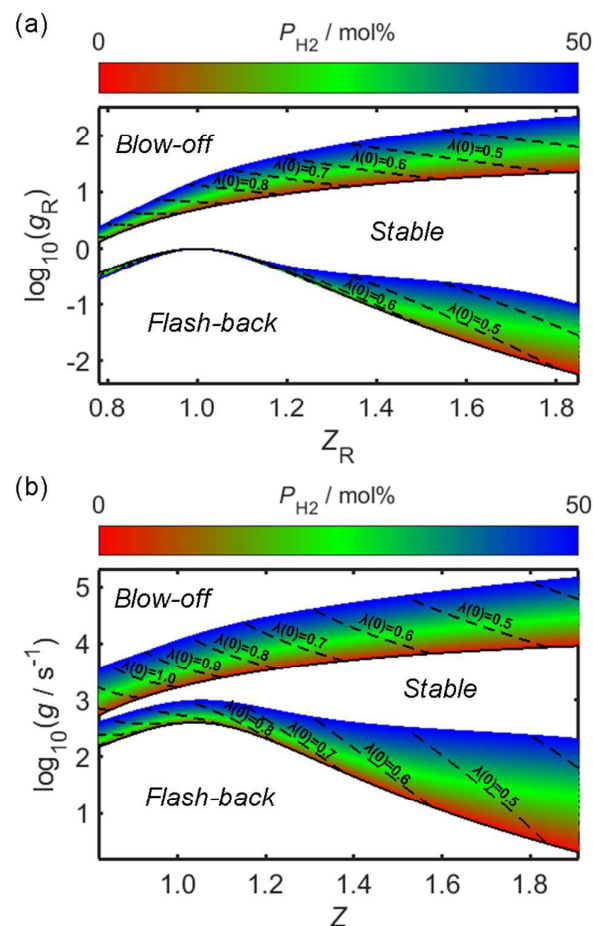 (a)
P_H2 / mol%
0 50
log10(gR)
2
1
0
-1
-2
Blow-off
λ(0)=0.5
λ(0)=0.6
λ(0)=0.7
λ(0)=0.8
Stable
Flash-back
λ(0)=0.6
λ(0)=0.5
0.8 1.0 1.2 1.4 1.6 1.8
Z_R
(b)
P_H2 / mol%
0 50
log10(g / s-1)
5
4
3
2
1
Blow-off
λ(0)=0.5
λ(0)=0.6
λ(0)=0.7
λ(0)=0.8
λ(0)=0.9
λ(0)=1.0
Stable
Flash-back
λ(0)=0.8
λ(0)=0.7
λ(0)=0.6
λ(0)=0.5
1.0 1.2 1.4 1.6 1.8
Z